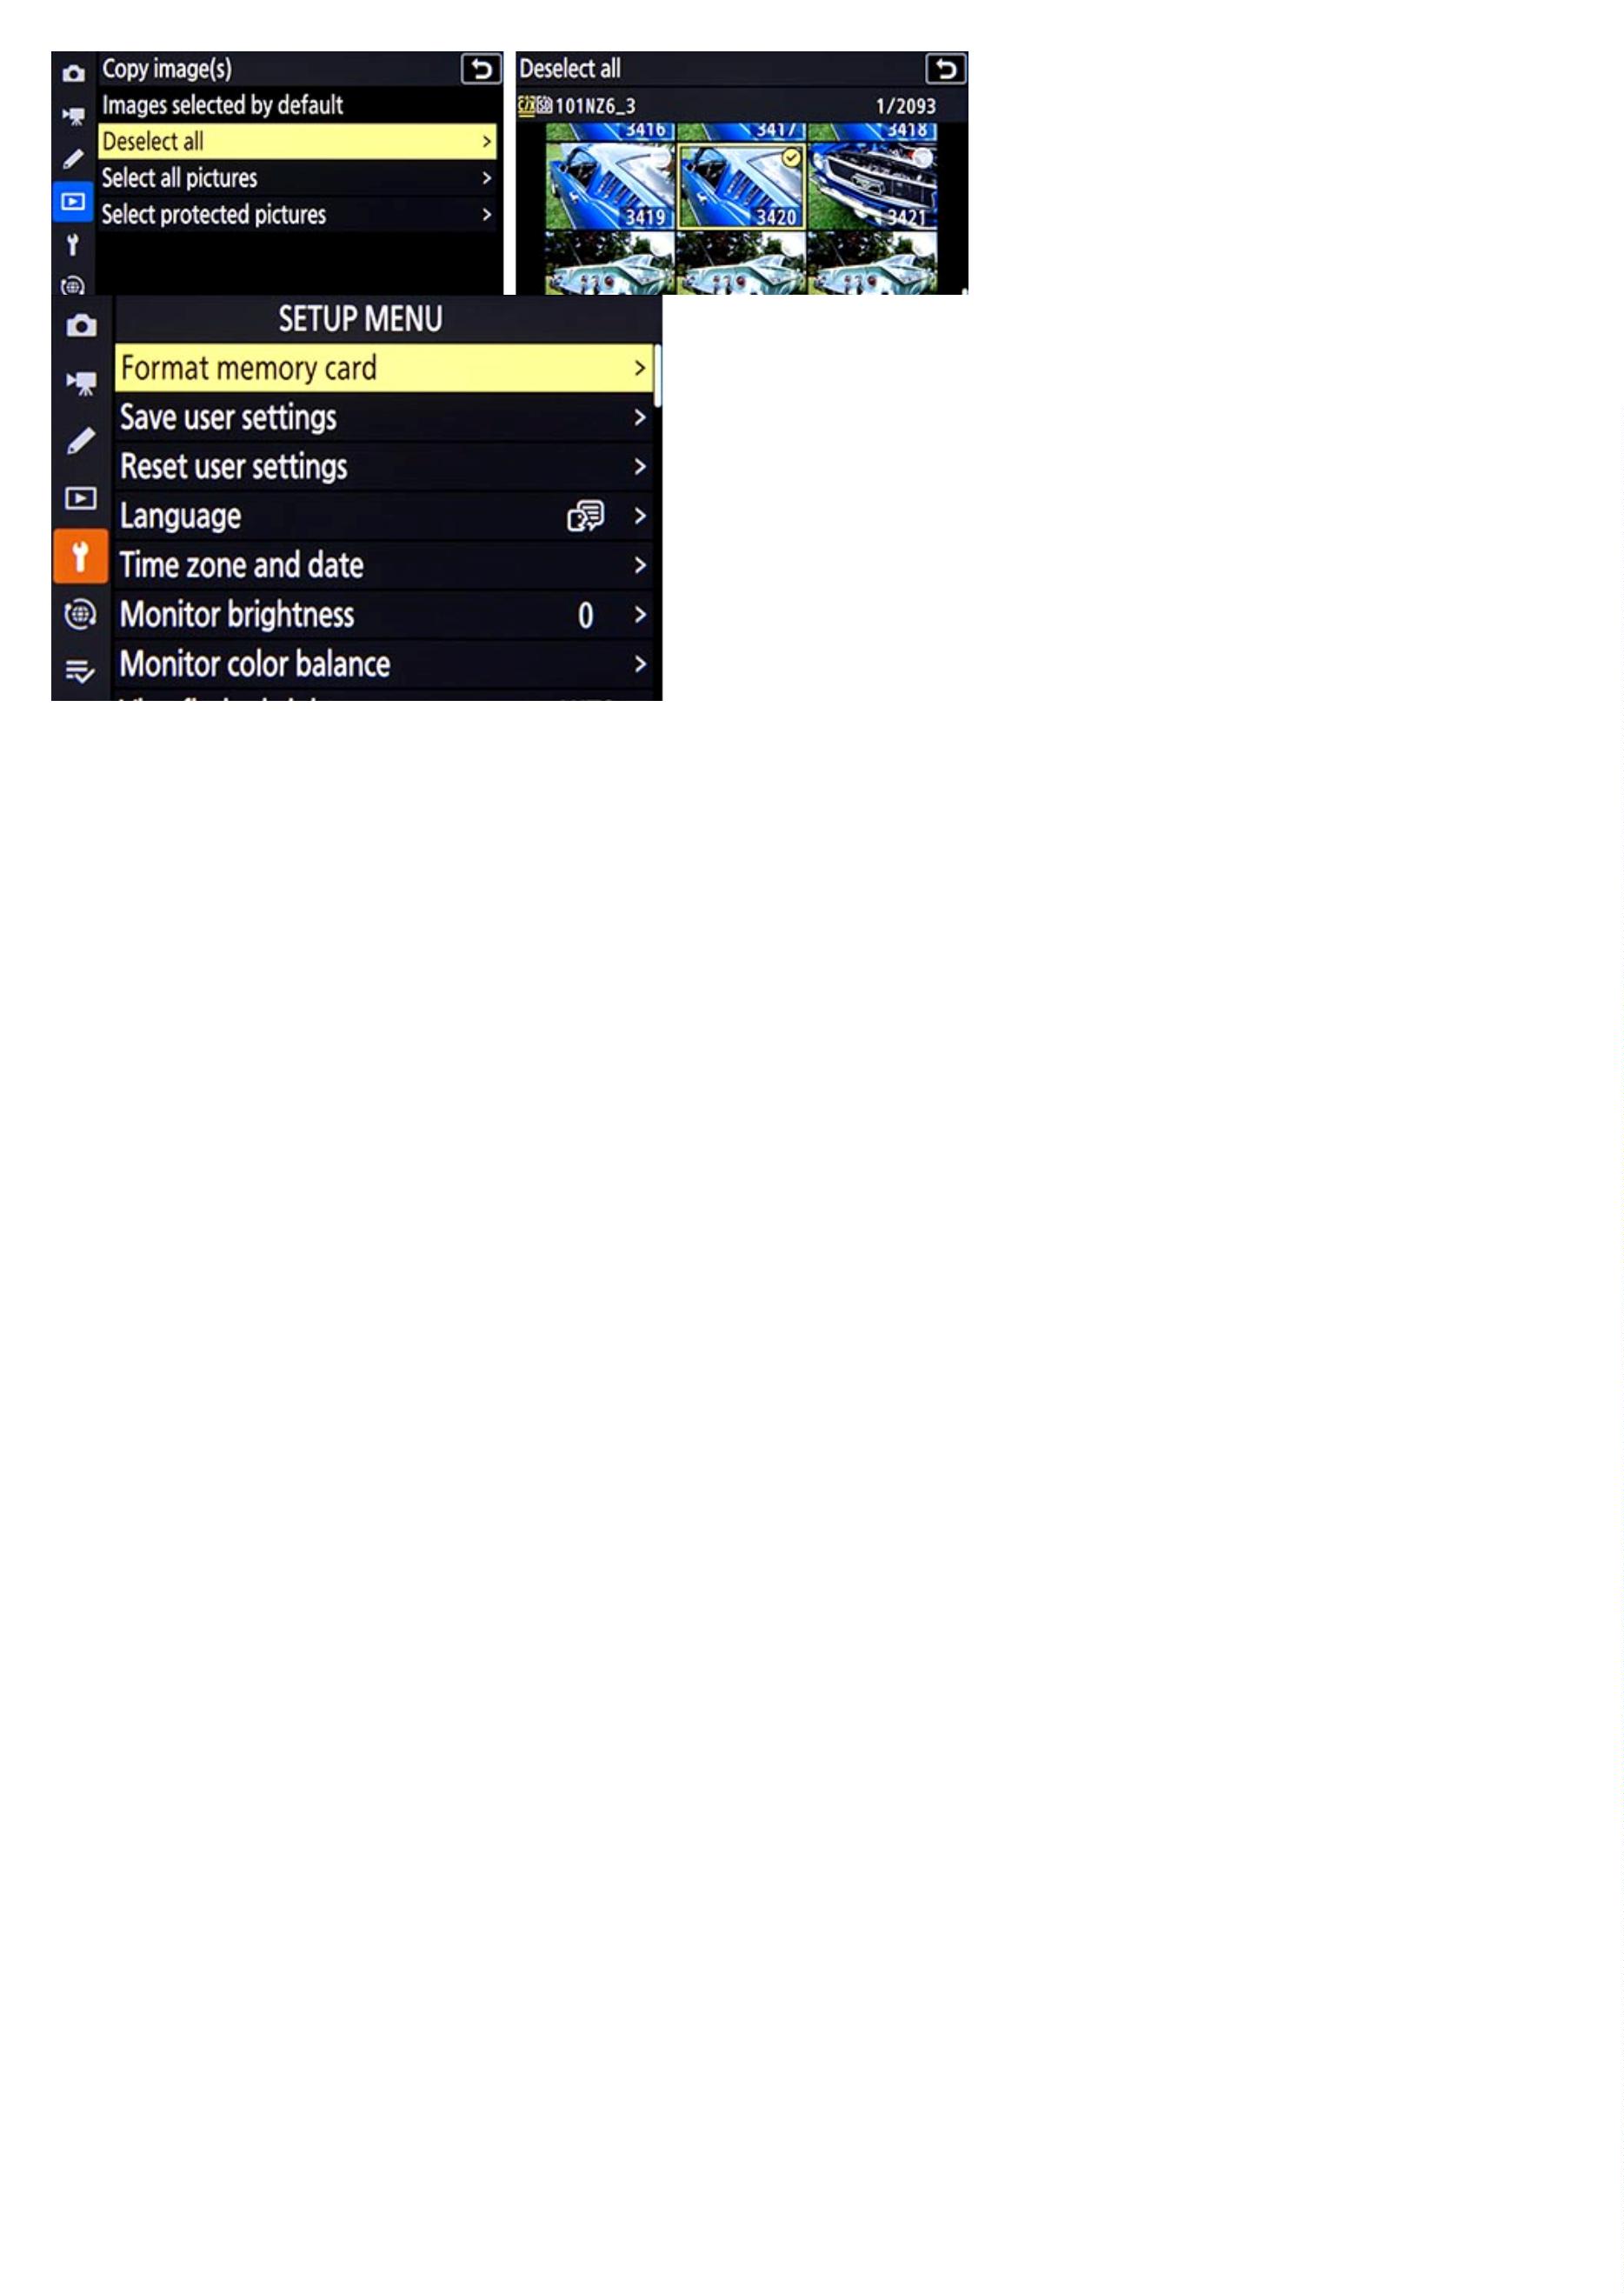 Copy image(s)
Images selected by default
Deselect all
Select all pictures
Select protected pictures
Deselect all
101NZ6_3 1/2093
3416 3417 3418
3419 3420 3421
SETUP MENU
Format memory card
Save user settings
Reset user settings
Language
Time zone and date
Monitor brightness 0
Monitor color balance